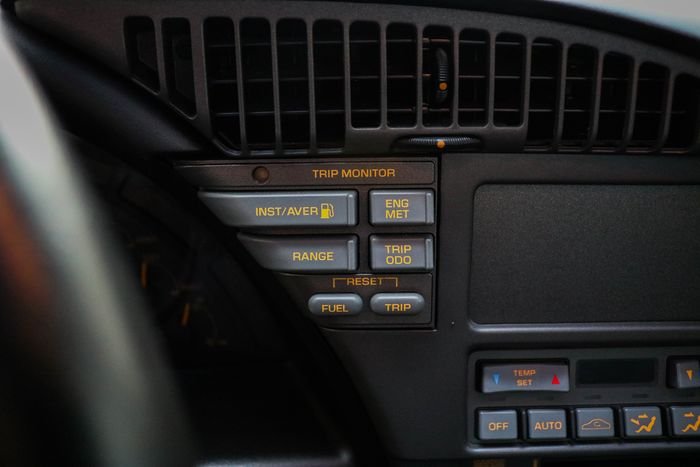 TRIP MONITOR
INST/AVER
ENG
MET
RANGE
TRIP
ODO
RESET
FUEL
TRIP
TEMP
SET
OFF
AUTO